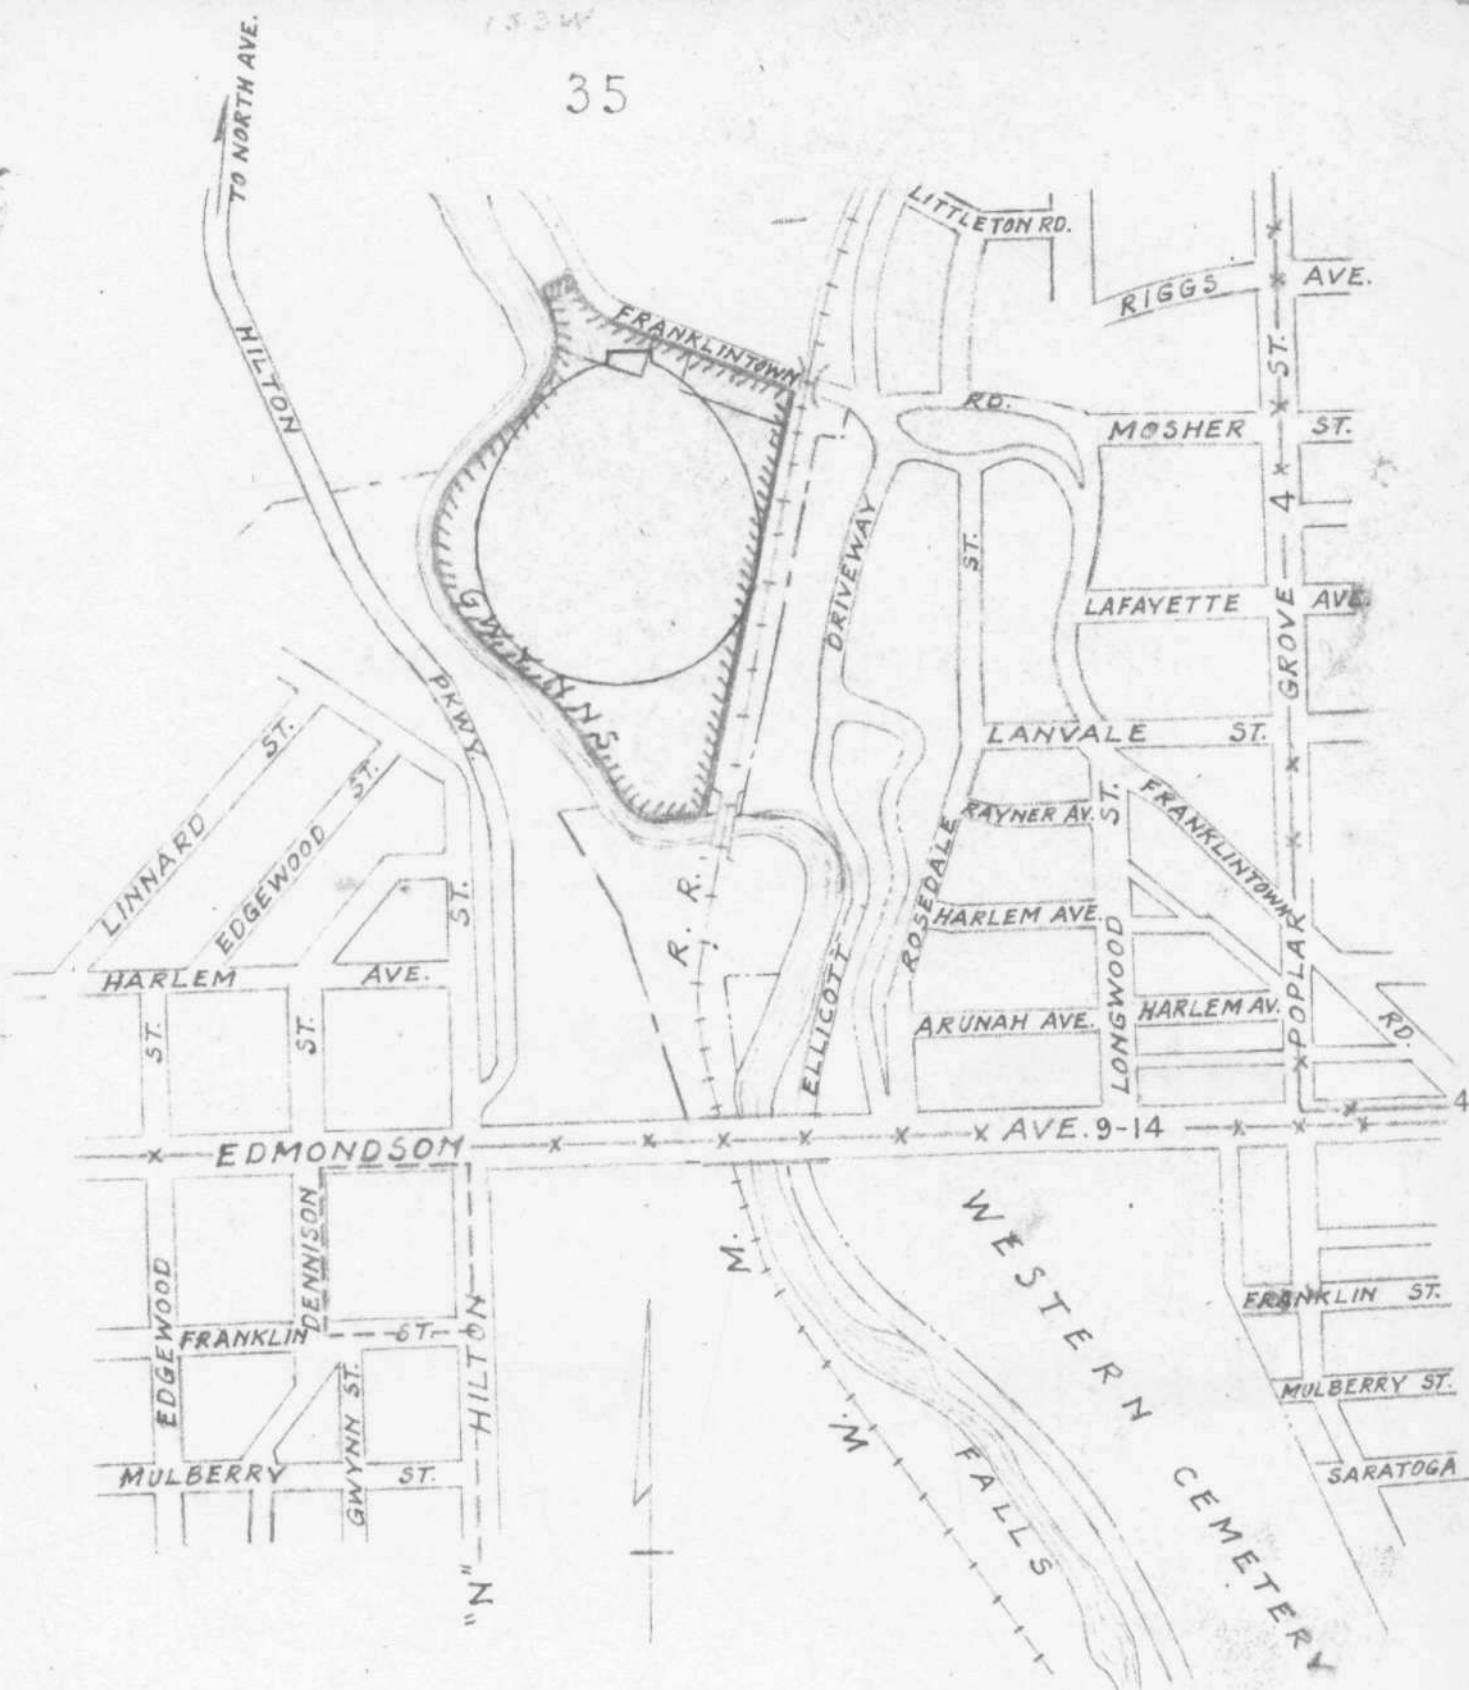 35
TO NORTH AVE.
LITTLETON RD.
RIGGS AVE.
HILTON
FRANKLINTOWN
RD.
ST.
MOSHER ST.
4
DRIVEWAY
ST.
LAFAYETTE AVE.
GROVE
GWYNNS
PKWY.
LANVALE ST.
LINNARD ST.
EDGEWOOD ST.
RAYNER AV.
ST.
FRANKLINTOWN
R. R.
ROSEDALE
HARLEM AVE.
ST.
HARLEM AVE.
ELLICOTT
LONGWOOD
POPLAR
HARLEM AV.
ARUNAH AVE.
RD.
ST.
ST.
4
EDMONDSON AVE. 9-14
DENNISON
WESTERN CEMETERY
M.
EDGEWOOD
FRANKLIN ST.
FRANKLIN ST.
HILTON
GWYNN ST.
MULBERRY ST.
W.
FALLS
MULBERRY ST.
SARATOGA
"N"